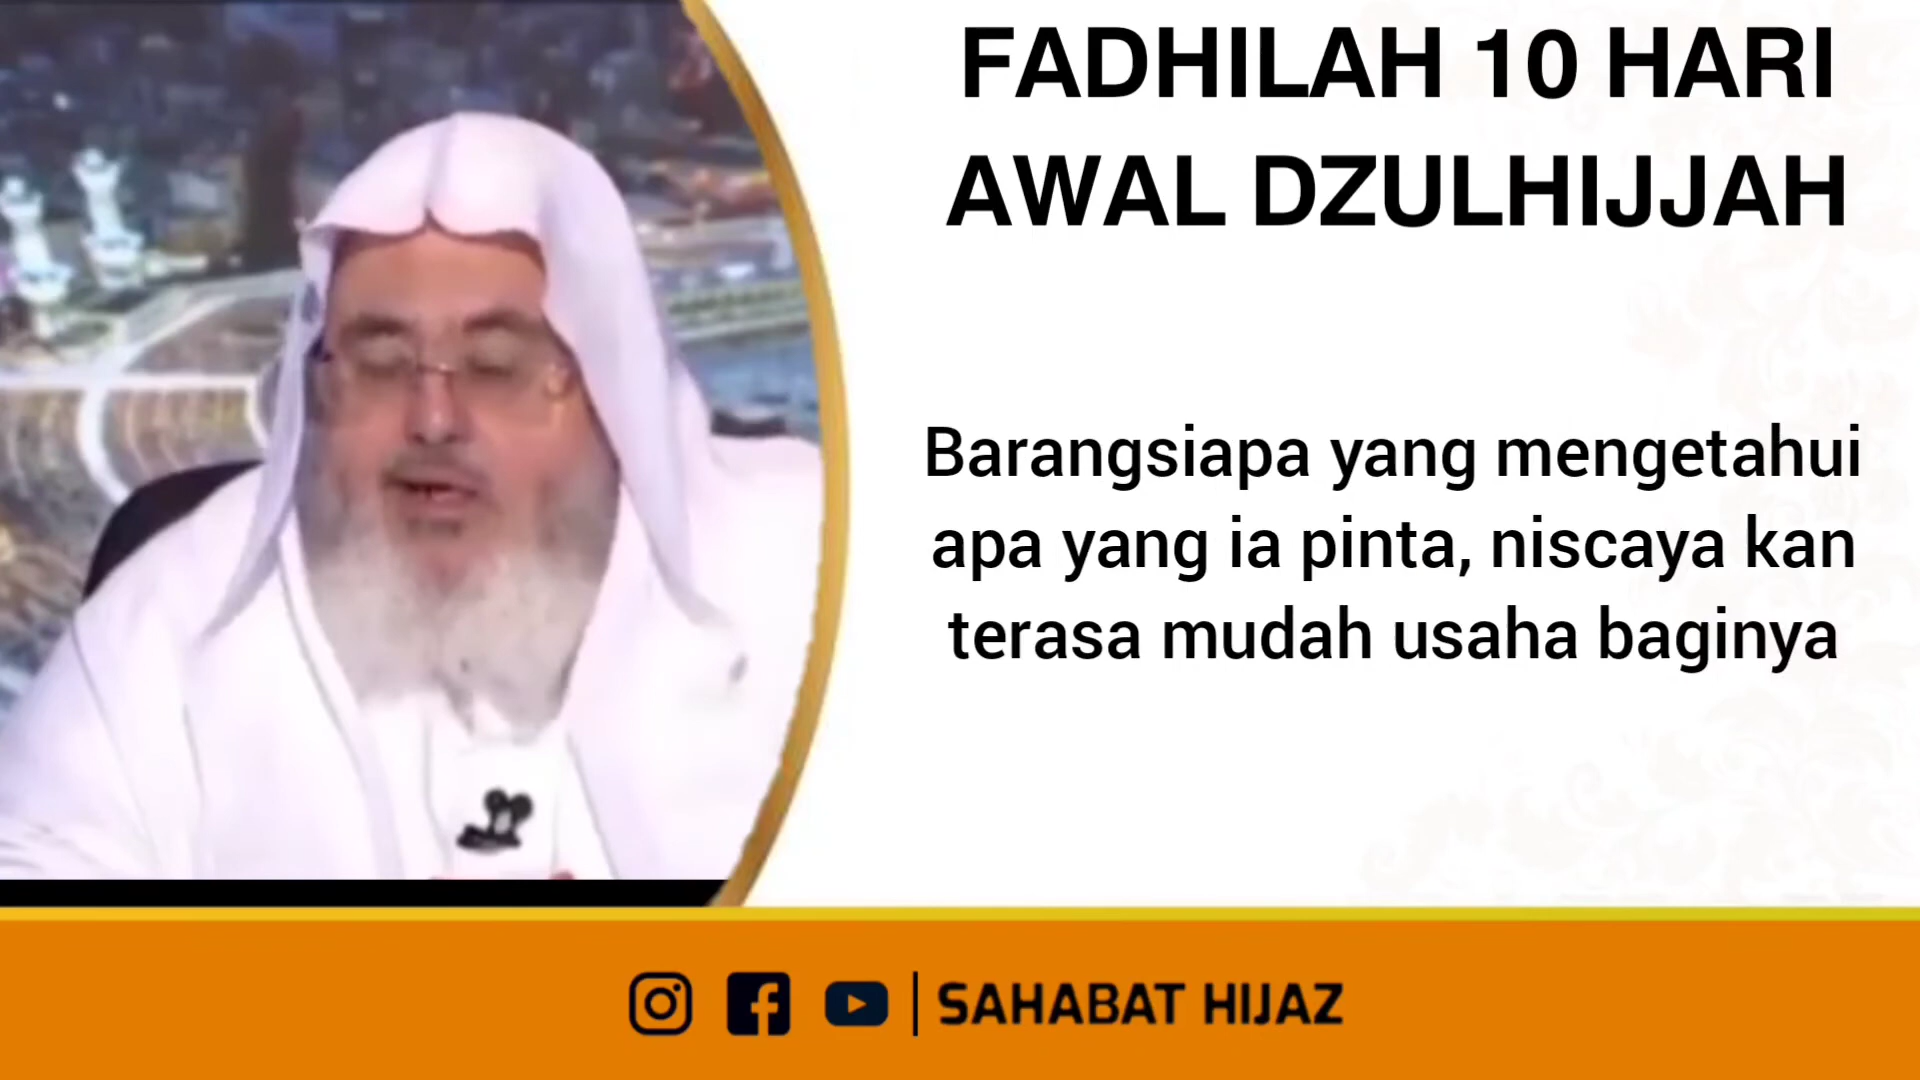 FADHILAH 10 HARI
AWAL DZULHIJJAH
Barangsiapa yang mengetahui
apa yang ia pinta, niscaya kan
terasa mudah usaha baginya
SAHABAT HIJAZ